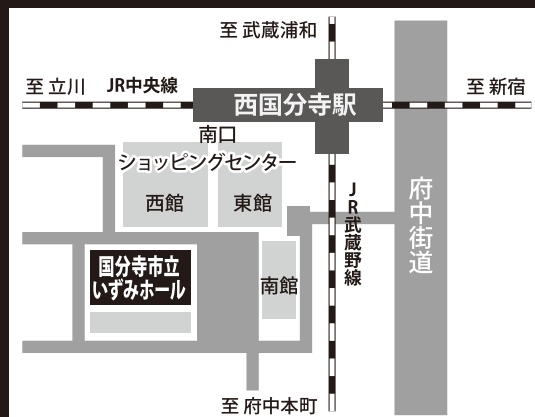 至 武蔵浦和
至 立川
JR中央線
西国分寺駅
至 新宿
南口
ショッピングセンター
西館
東館
JR武蔵野線
府中街道
国分寺市立
いずみホール
南館
至 府中本町